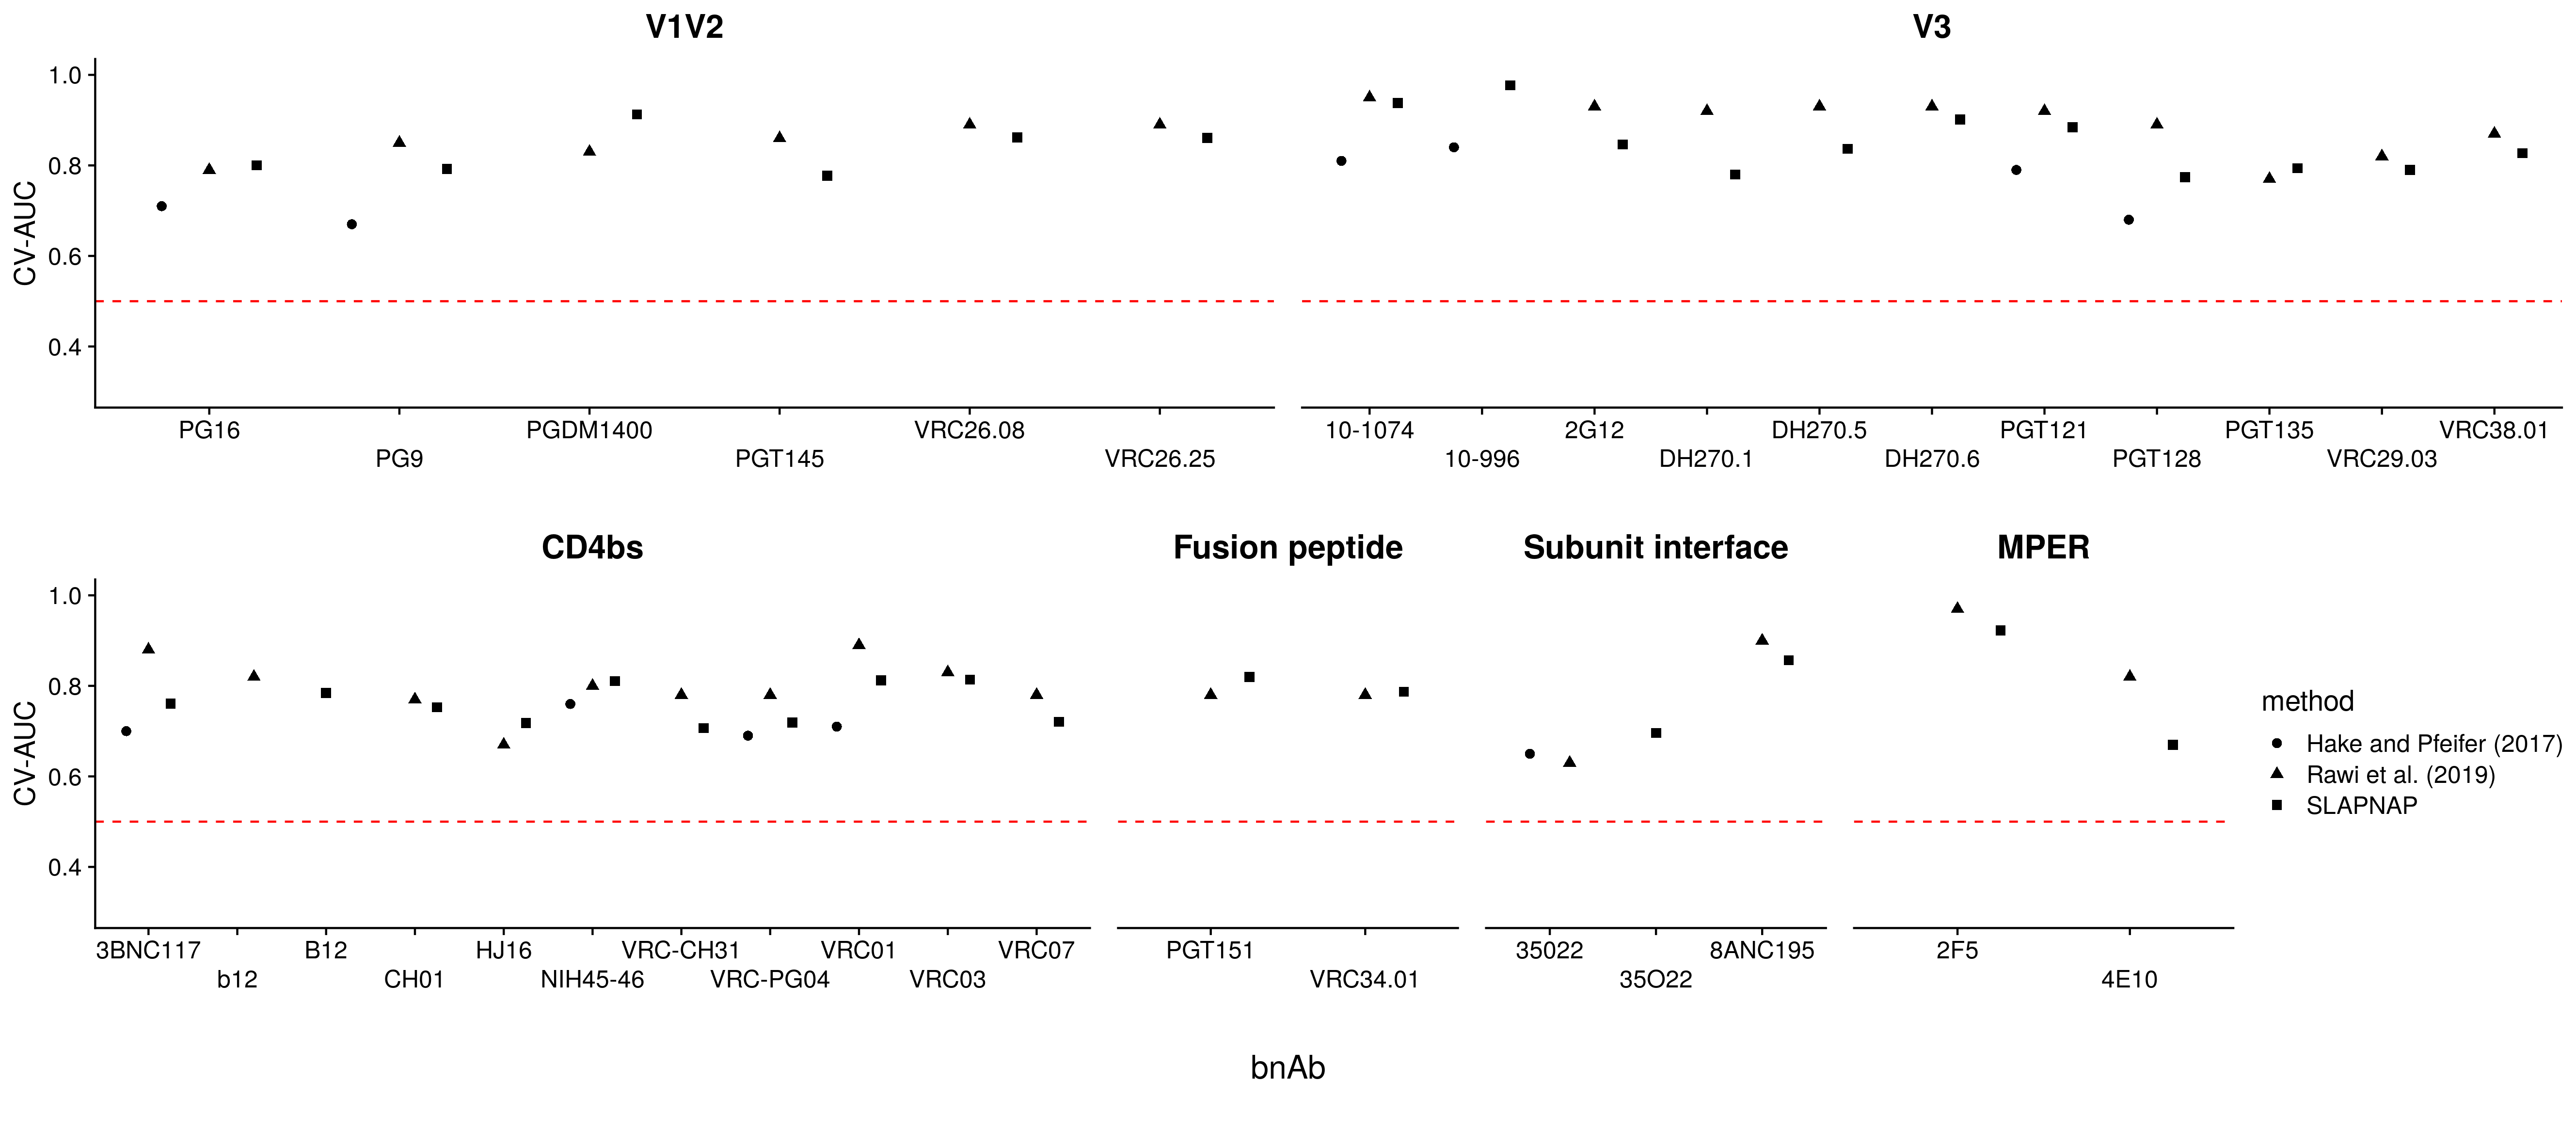 V1V2
V3
CV-AUC
1.0
0.8
0.6
0.4
PG16
PG9
PGDM1400
PGT145
VRC26.08
VRC26.25
10-1074
10-996
2G12
DH270.1
DH270.5
DH270.6
PGT121
PGT128
PGT135
VRC29.03
VRC38.01
CD4bs
Fusion peptide
Subunit interface
MPER
CV-AUC
1.0
0.8
0.6
0.4
3BNC117
b12
B12
CH01
HJ16
NIH45-46
VRC-CH31
VRC-PG04
VRC01
VRC03
VRC07
PGT151
VRC34.01
35022
35O22
8ANC195
2F5
4E10
method
Hake and Pfeifer (2017)
Rawi et al. (2019)
SLAPNAP
bnAb